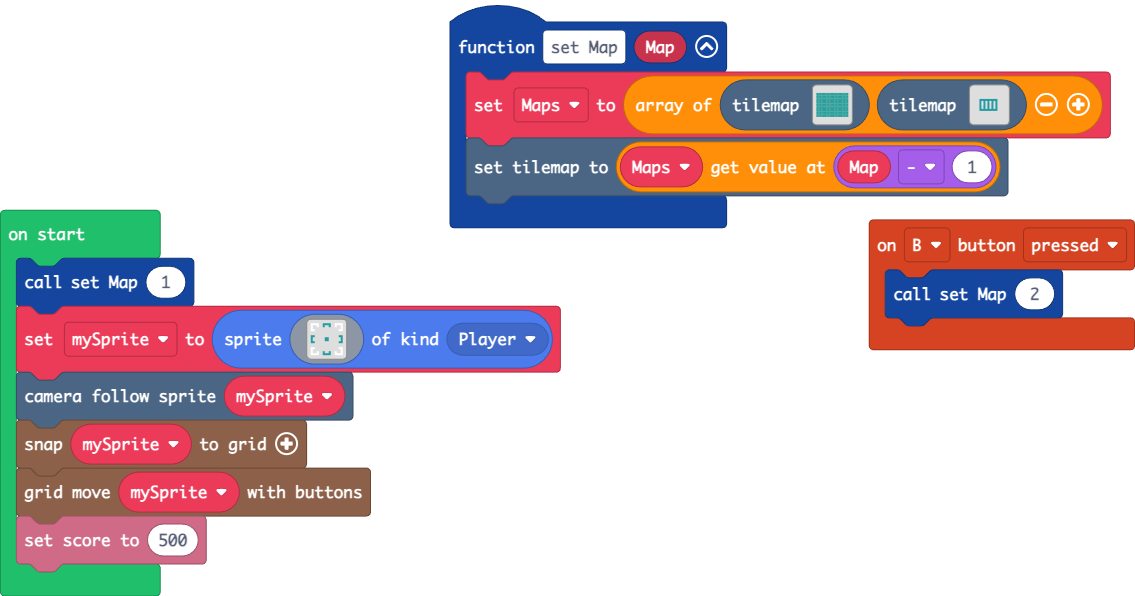 function set Map Map
set Maps to array of tilemap tilemap
set tilemap to Maps get value at Map - 1
on start
call set Map 1
set mySprite to sprite of kind Player
camera follow sprite mySprite
snap mySprite to grid
grid move mySprite with buttons
set score to 500
on B button pressed
call set Map 2